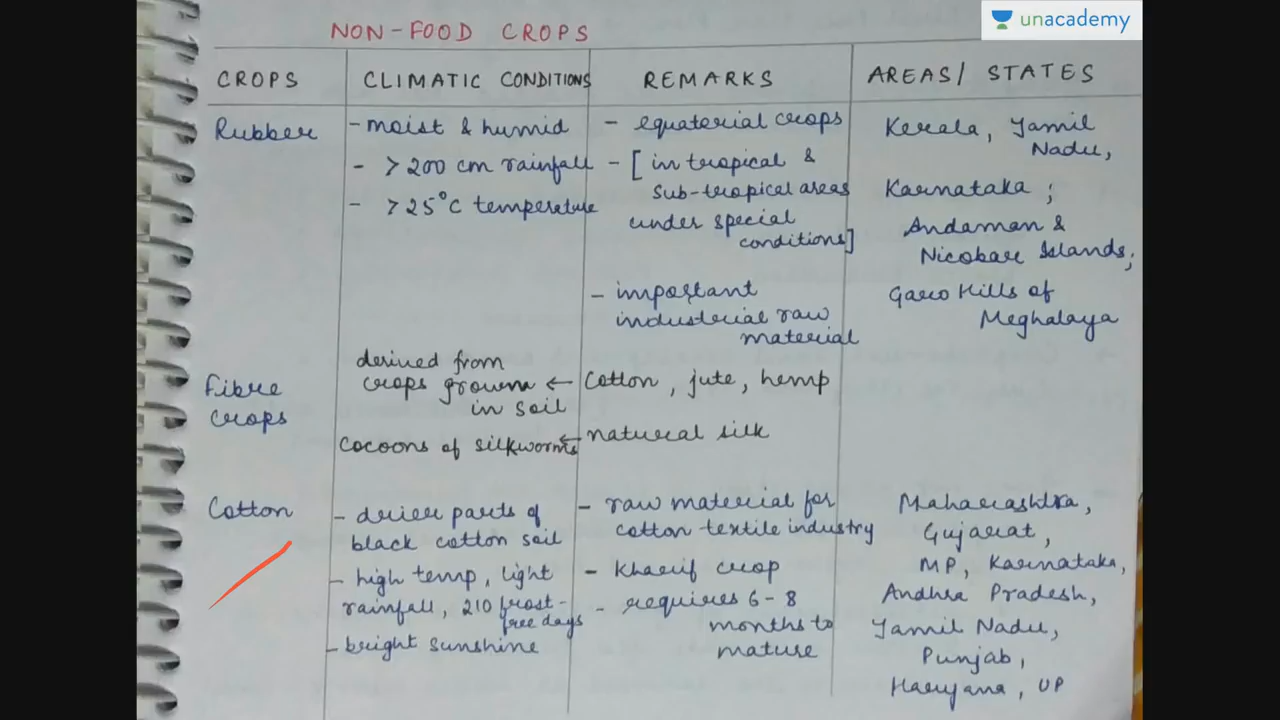 unacademy
NON-FOOD CROPS
CROPS
CLIMATIC CONDITIONS
REMARKS
AREAS/ STATES
Rubber
- moist & humid
- >200 cm rainfall
- >25°C temperature
- equatorial crops
- [in tropical &
sub-tropical areas
under special
conditions]
- important
industrial raw
material
Kerala, Tamil
Nadu,
Karnataka ;
Andaman &
Nicobar Islands;
Garo Hills of
Meghalaya
Fibre
crops
derived from
crops grown ←
in soil
cocoons of silkworms ←
Cotton, jute, hemp
natural silk
Cotton
- drier parts of
black cotton soil
- high temp, light
rainfall, 210 frost-
free days
- bright sunshine
- raw material for
cotton textile industry
- kharif crop
- requires 6-8
months to
mature
Maharashtra,
Gujarat,
MP, Karnataka,
Andhra Pradesh,
Tamil Nadu,
Punjab,
Haryana, UP